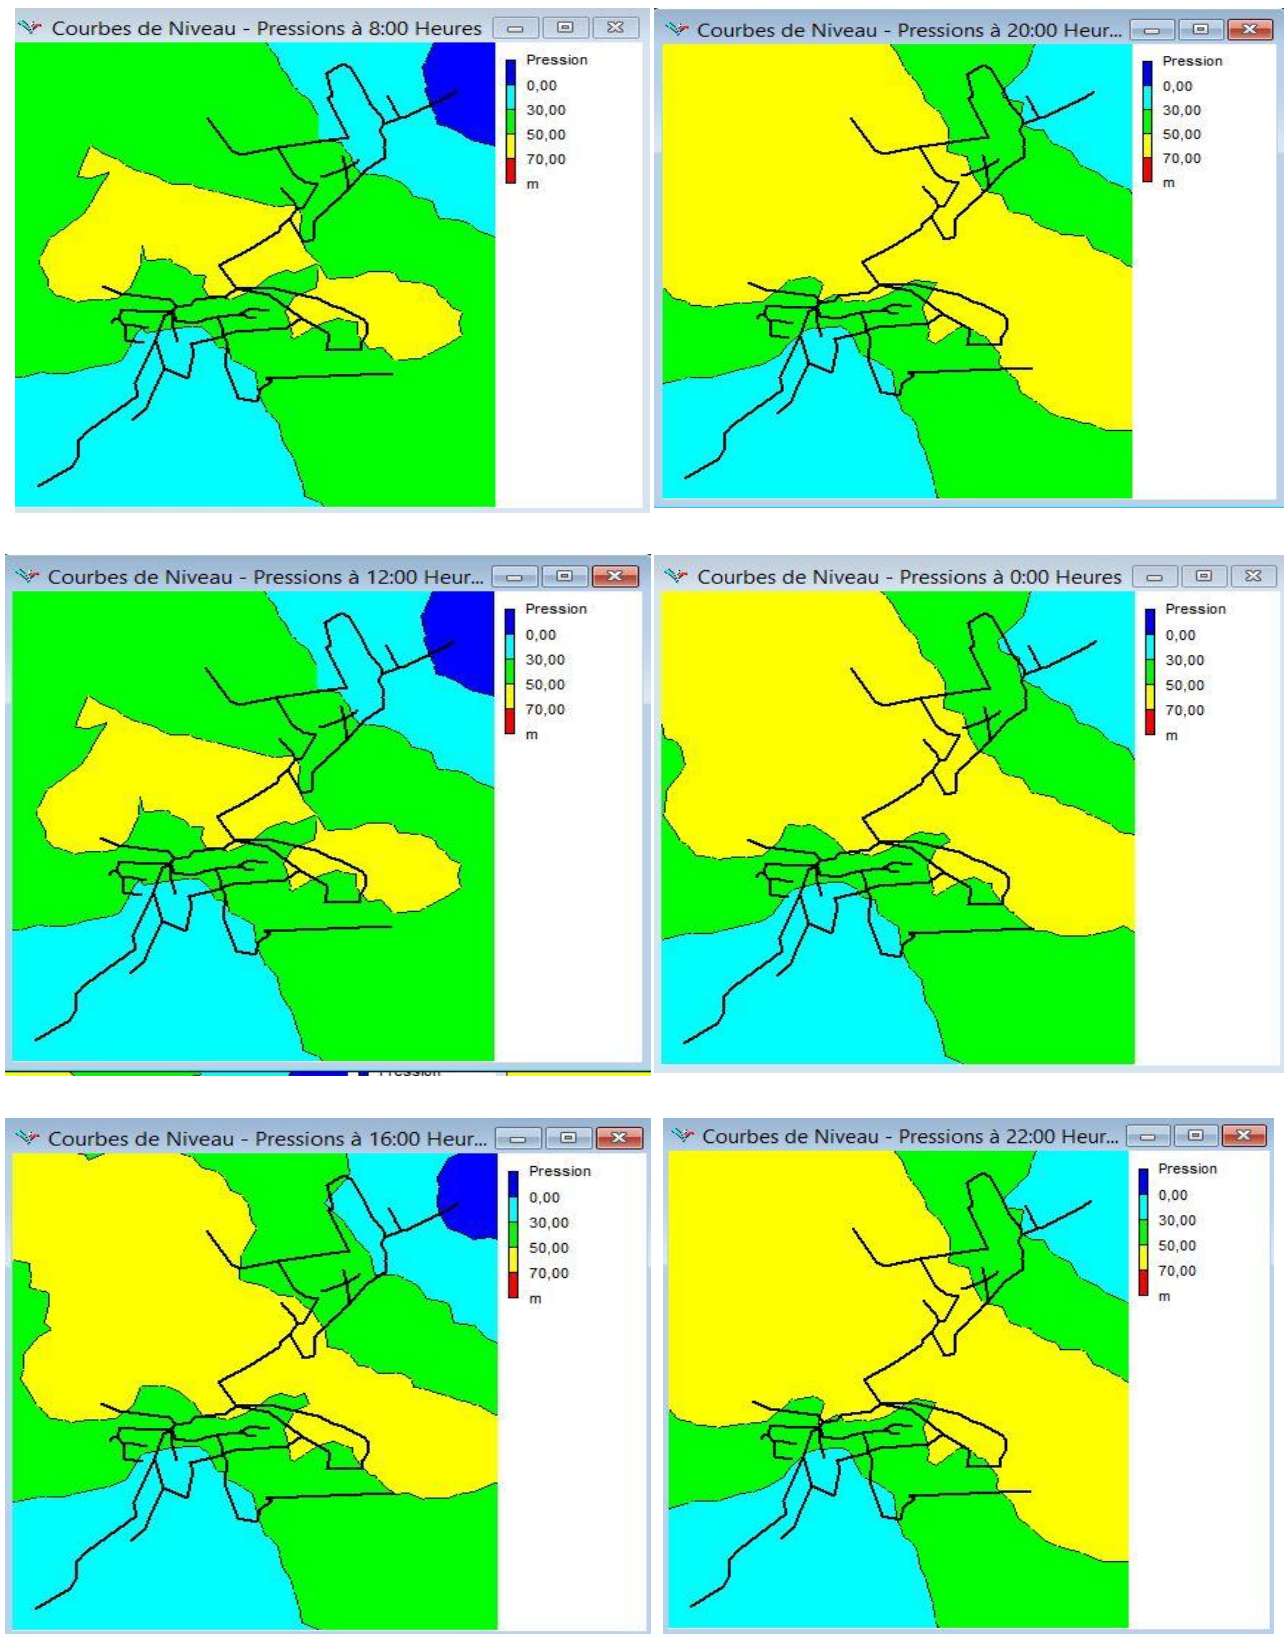 Courbes de Niveau - Pressions à 8:00 Heures
Pression
0,00
30,00
50,00
70,00
m
Courbes de Niveau - Pressions à 20:00 Heur...
Pression
0,00
30,00
50,00
70,00
m
Courbes de Niveau - Pressions à 12:00 Heur...
Pression
0,00
30,00
50,00
70,00
m
Pression
Courbes de Niveau - Pressions à 0:00 Heures
Pression
0,00
30,00
50,00
70,00
m
Courbes de Niveau - Pressions à 16:00 Heur...
Pression
0,00
30,00
50,00
70,00
m
Courbes de Niveau - Pressions à 22:00 Heur...
Pression
0,00
30,00
50,00
70,00
m